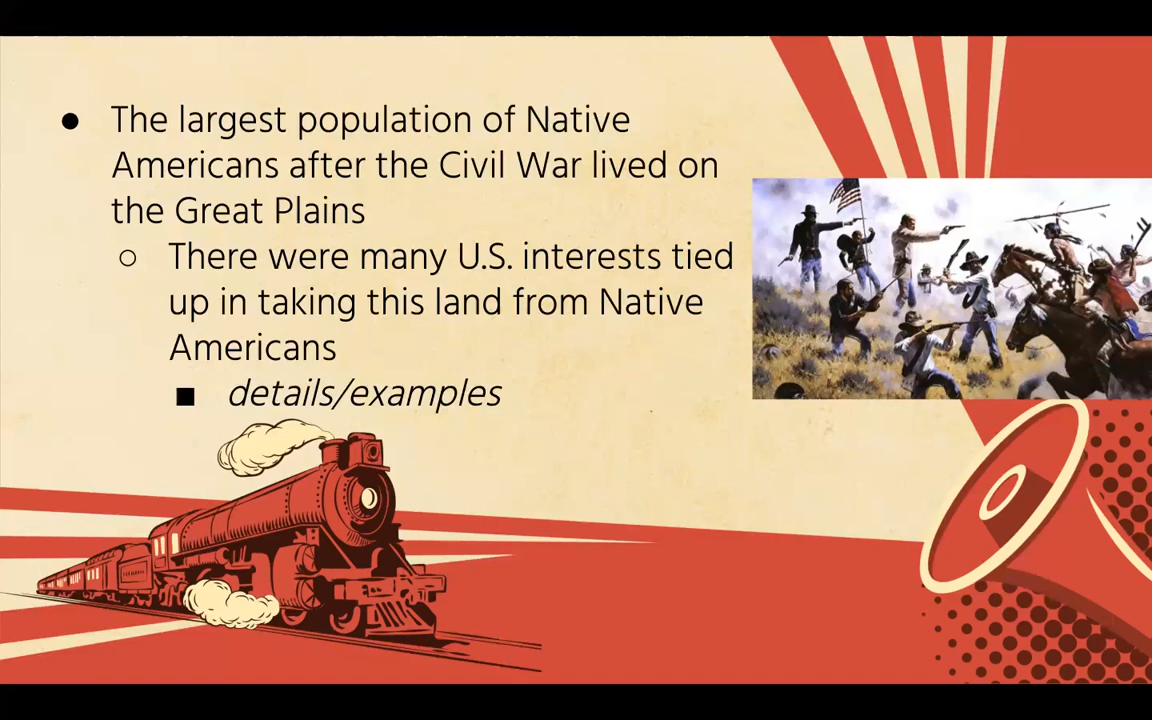 ● The largest population of Native
Americans after the Civil War lived on
the Great Plains
○ There were many U.S. interests tied
up in taking this land from Native
Americans
■ details/examples